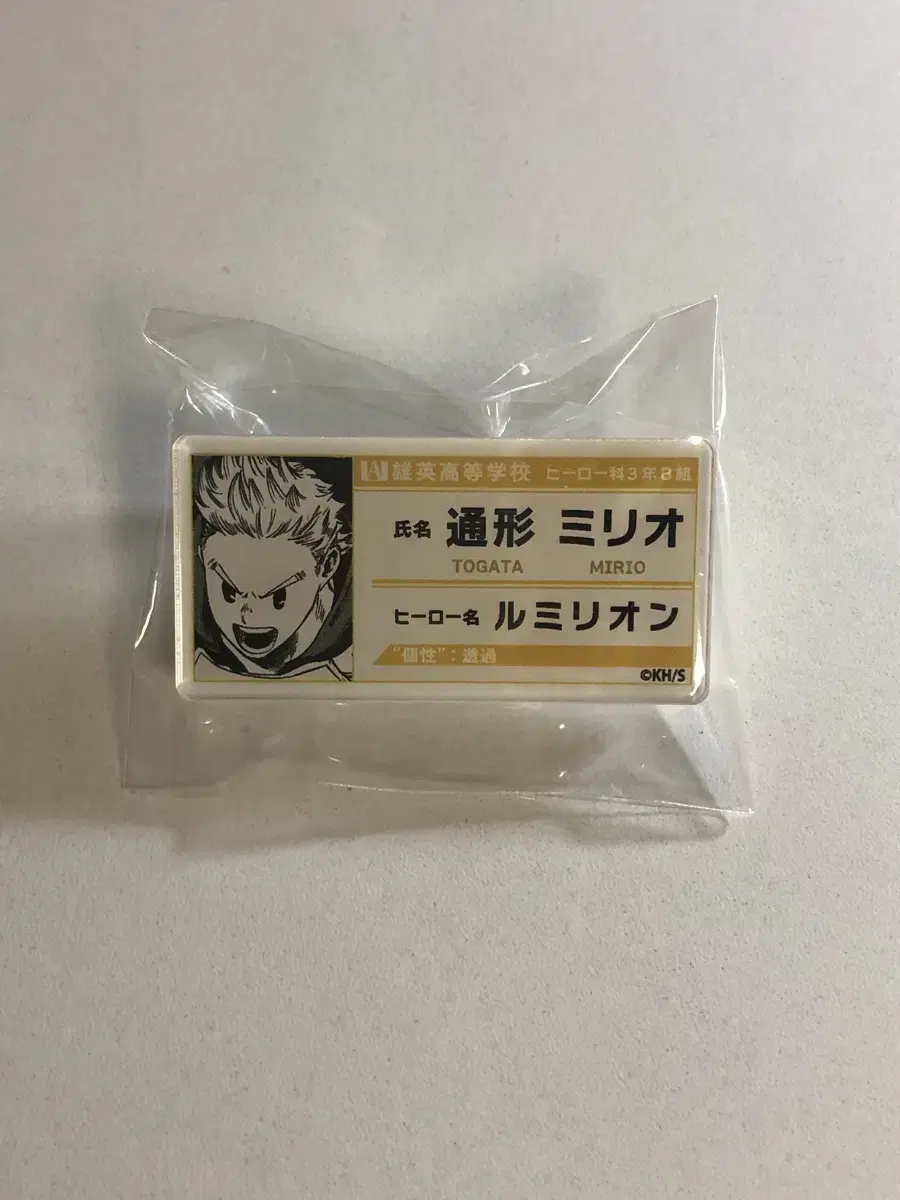 UA 雄英高等学校 ヒーロー科3年B組
氏名 通形 ミリオ
TOGATA MIRIO
ヒーロー名 ルミリオン
"個性":透過
©KH/S